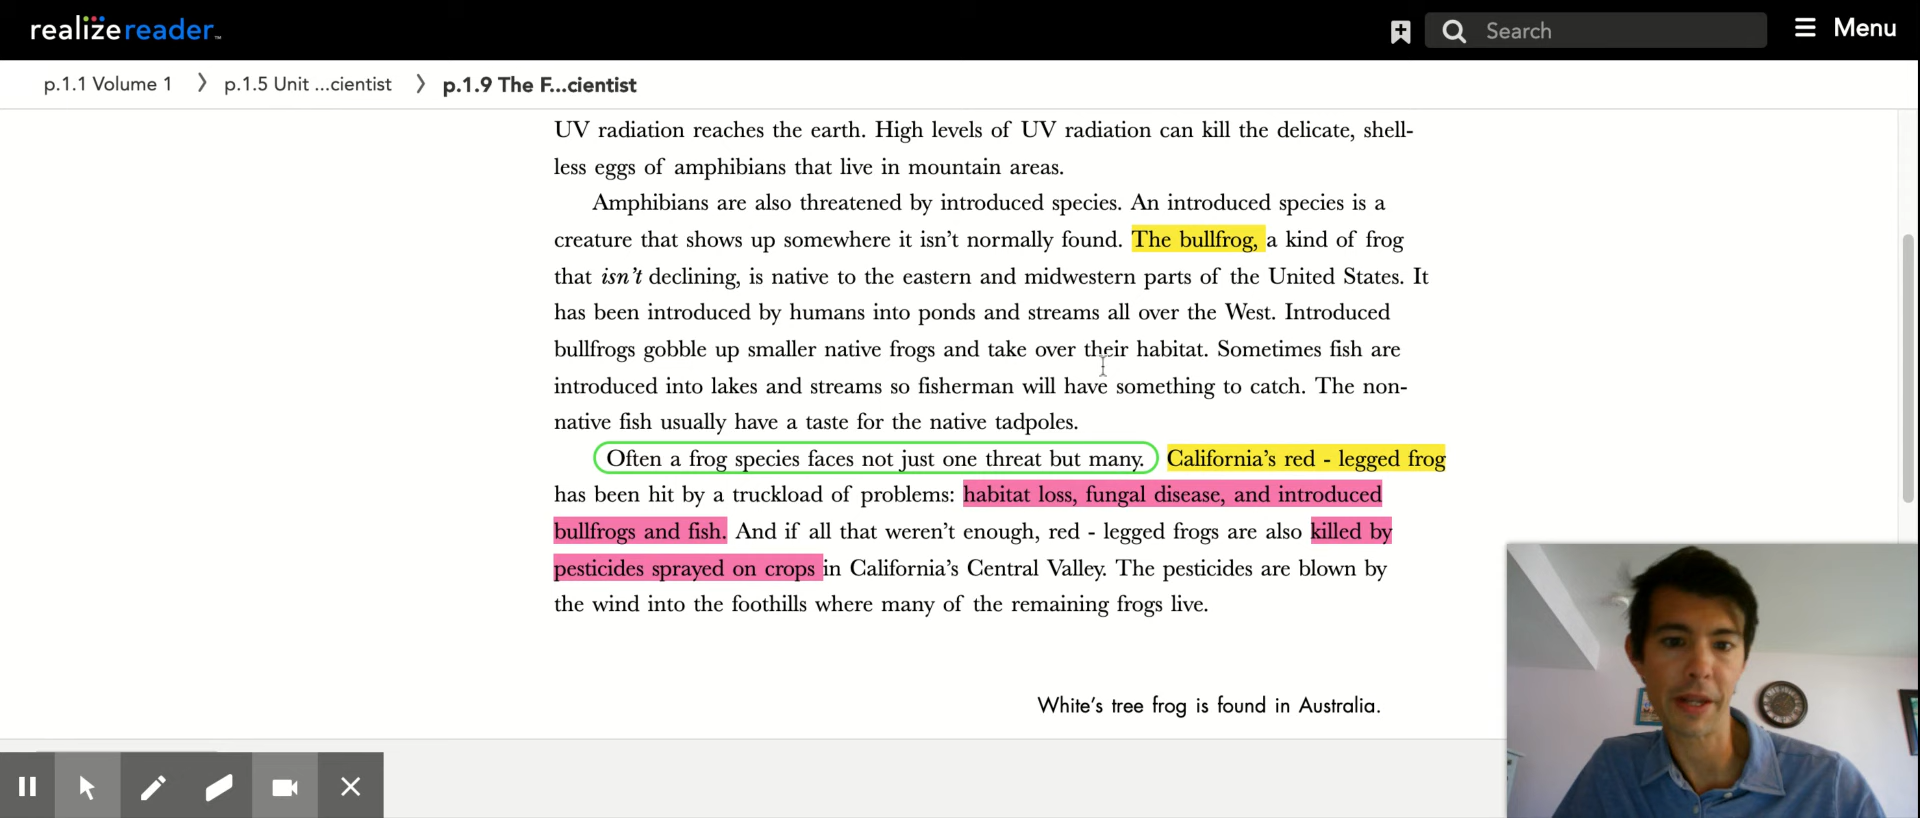 realizereader™
Search
Menu
p.1.1 Volume 1 > p.1.5 Unit ...cientist > p.1.9 The F...cientist
UV radiation reaches the earth. High levels of UV radiation can kill the delicate, shell-
less eggs of amphibians that live in mountain areas.
Amphibians are also threatened by introduced species. An introduced species is a
creature that shows up somewhere it isn't normally found. The bullfrog, a kind of frog
that isn't declining, is native to the eastern and midwestern parts of the United States. It
has been introduced by humans into ponds and streams all over the West. Introduced
bullfrogs gobble up smaller native frogs and take over their habitat. Sometimes fish are
introduced into lakes and streams so fisherman will have something to catch. The non-
native fish usually have a taste for the native tadpoles.
Often a frog species faces not just one threat but many. California's red - legged frog
has been hit by a truckload of problems: habitat loss, fungal disease, and introduced
bullfrogs and fish. And if all that weren't enough, red - legged frogs are also killed by
pesticides sprayed on crops in California's Central Valley. The pesticides are blown by
the wind into the foothills where many of the remaining frogs live.
White's tree frog is found in Australia.